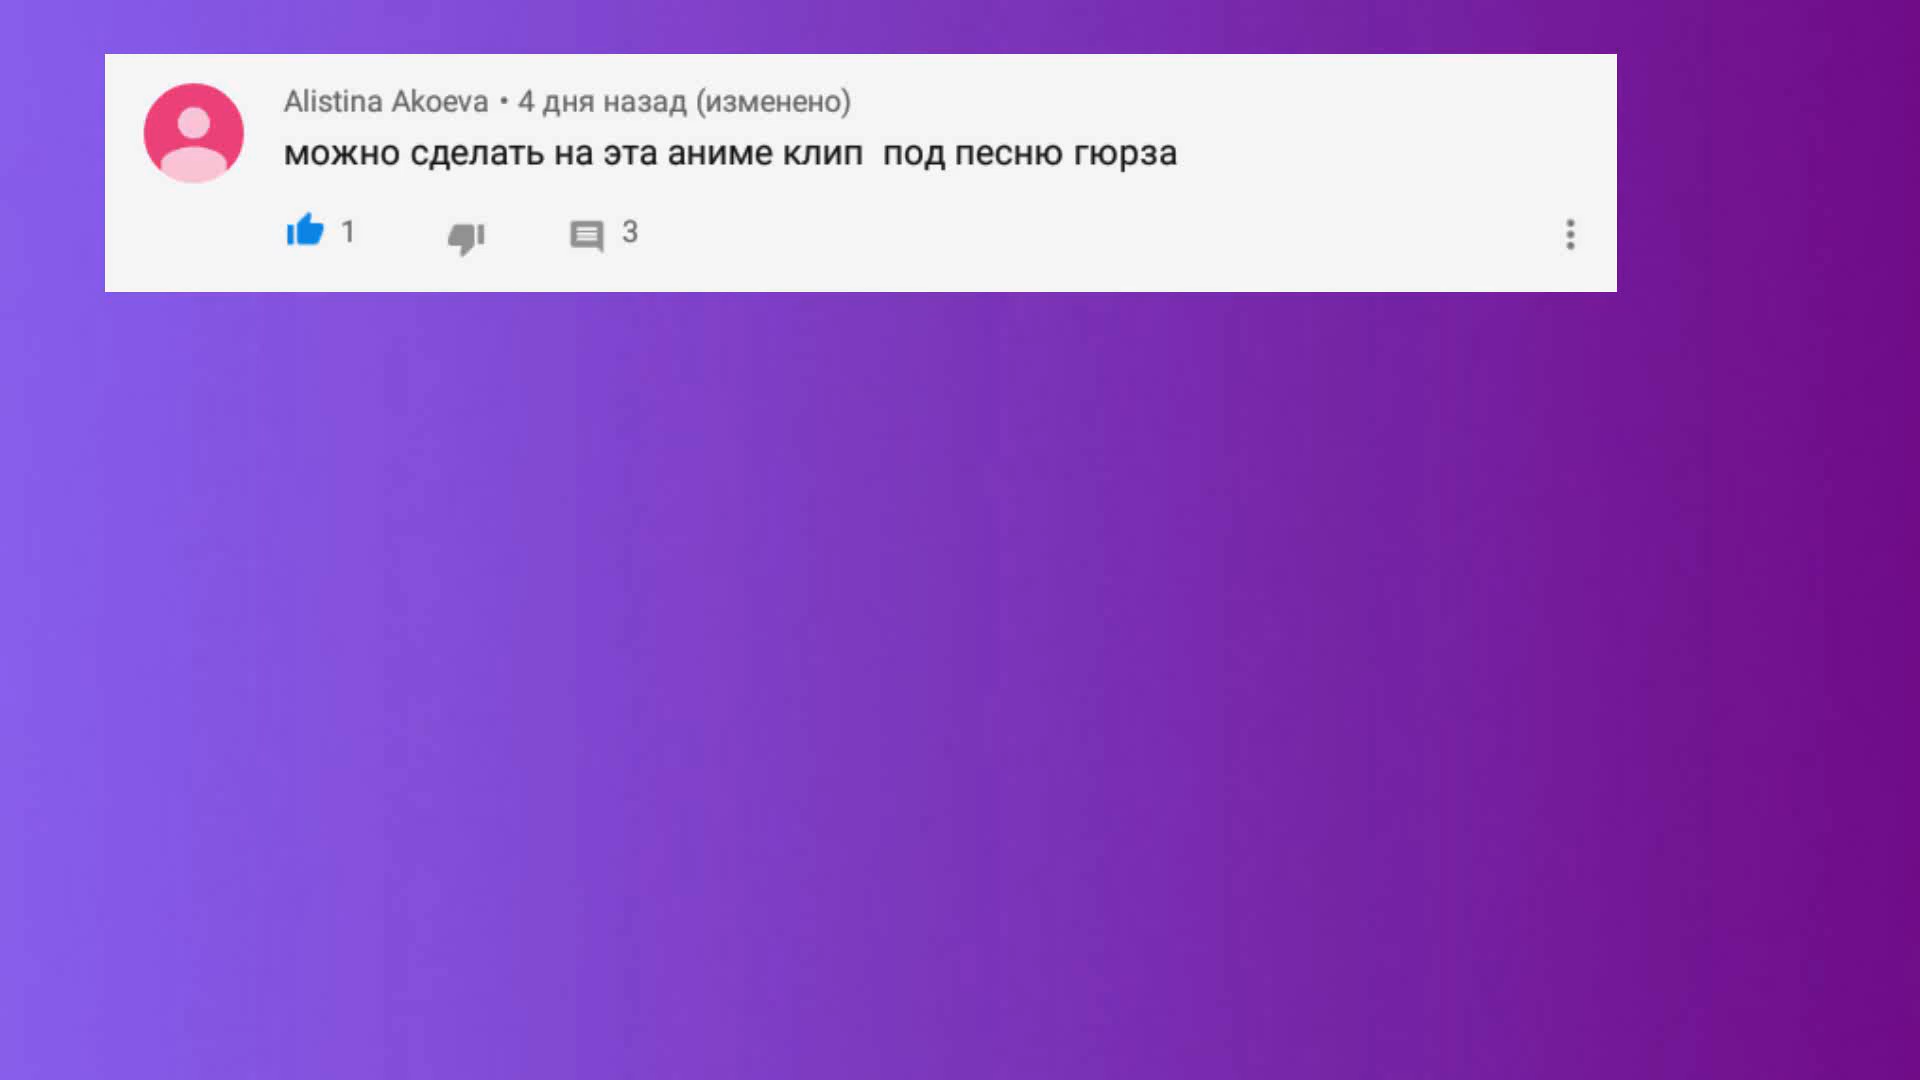 Alistina Akoeva • 4 дня назад (изменено)
можно сделать на эта аниме клип  под песню гюрза
1 3